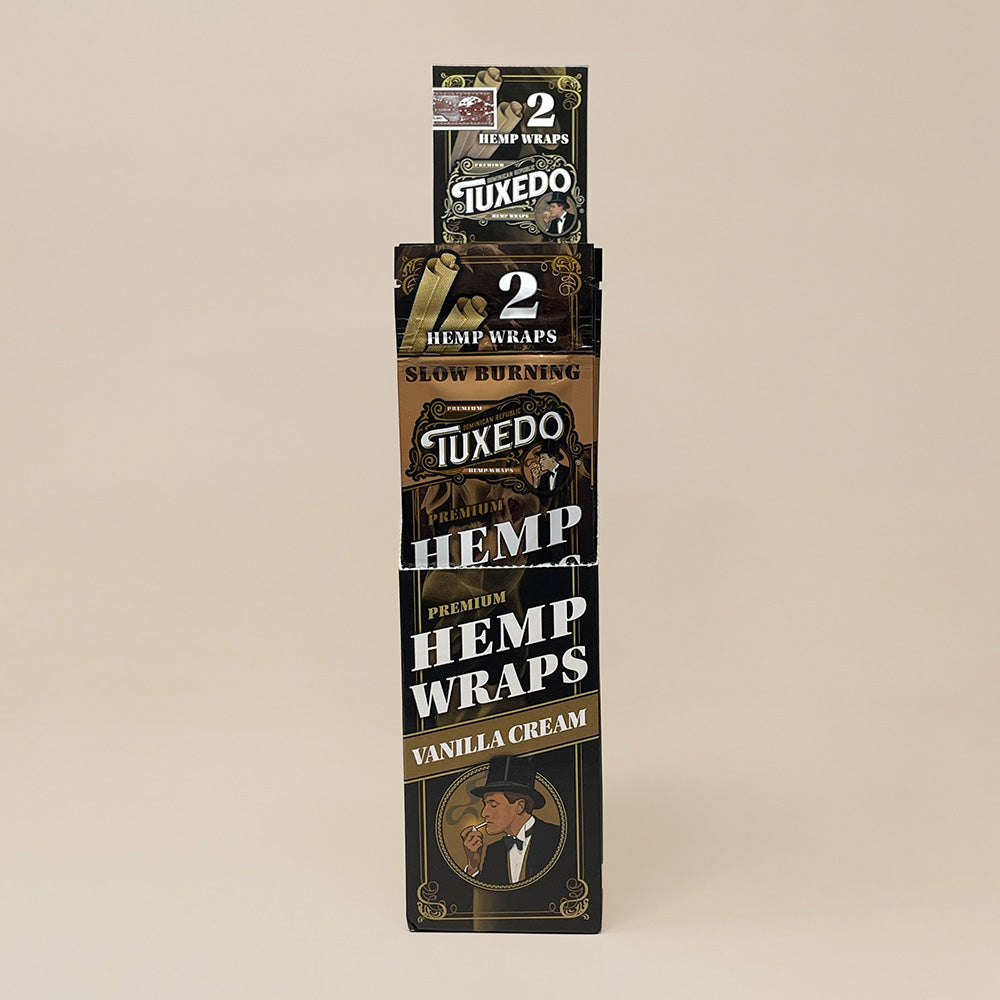 2
HEMP WRAPS
PREMIUM
DOMINICAN REPUBLIC
TUXEDO
HEMP WRAPS
2
HEMP WRAPS
SLOW BURNING
PREMIUM
DOMINICAN REPUBLIC
TUXEDO
HEMP WRAPS
PREMIUM
HEMP
PREMIUM
HEMP
WRAPS
VANILLA CREAM